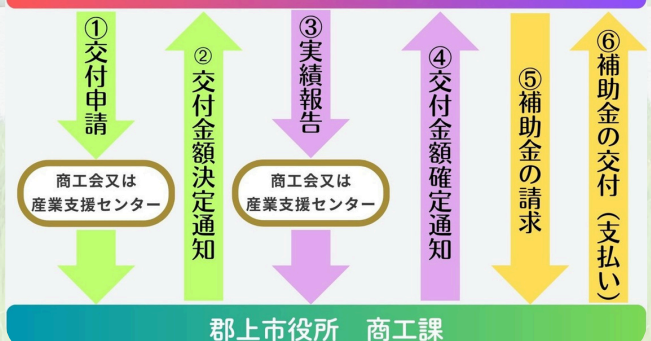 ①交付申請
商工会又は
産業支援センター
②交付金額決定通知
③実績報告
商工会又は
産業支援センター
④交付金額確定通知
⑤補助金の請求
⑥補助金の交付（支払い）
郡上市役所　商工課